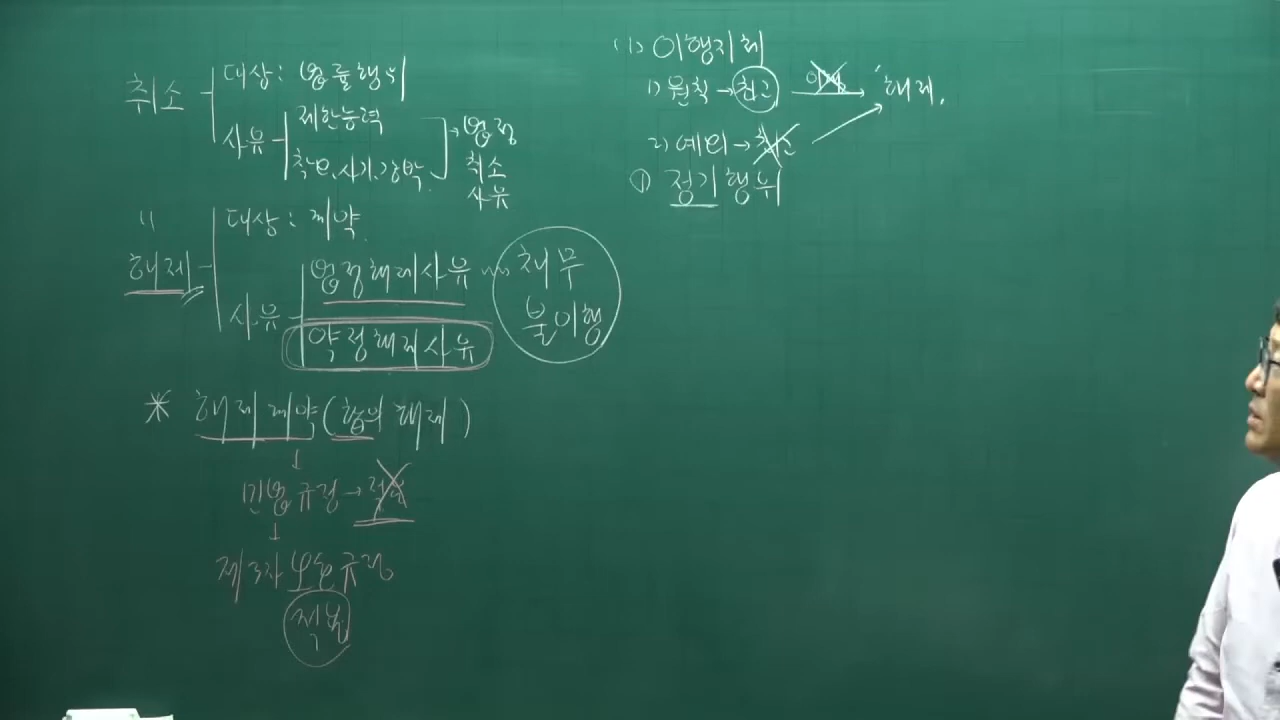 취소
대상: 법률행위
사유
제한능력
착오, 사기, 강박
법정
취소
사유
〃
해제
대상: 계약
사유
법정해제사유
약정해제사유
채무
불이행
* 해제계약(합의해제)
↓
민법규정→적용
↓
제3자보호규정
적용
(1) 이행지체
1) 원칙→최고
이행
해제.
2) 예외→최고
① 정기행위